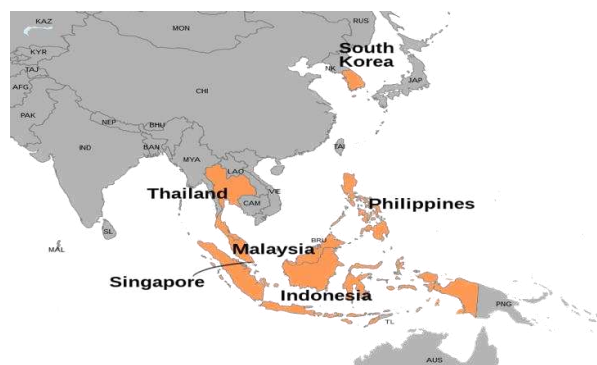 KAZ
RUS
MON
South
Korea
KYR
NK
TAJ
JAP
AFG
CHI
PAK
NEP
BHU
IND
BAN
TAI
MYA
LAO
Thailand
VIE
CAM
Philippines
SL
MAL
BRU
Malaysia
Singapore
Indonesia
PNG
TL
AUS